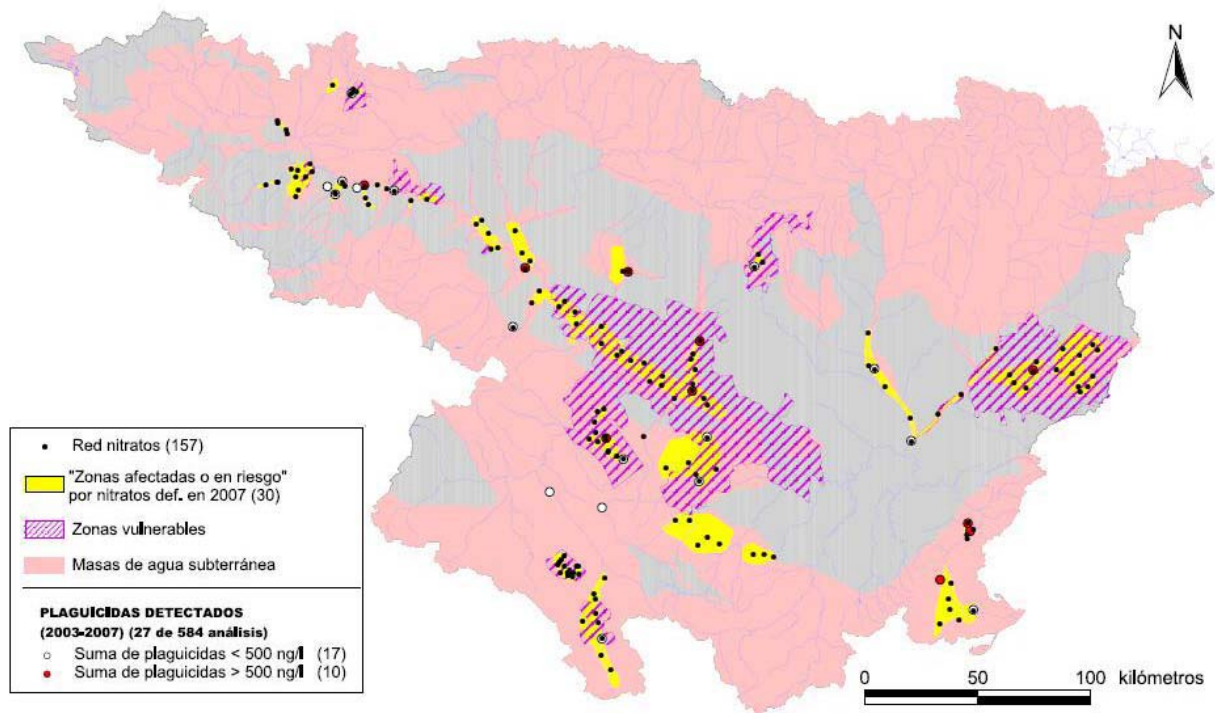 N
Red nitratos (157)
"Zonas afectadas o en riesgo"
por nitratos def. en 2007 (30)
Zonas vulnerables
Masas de agua subterránea
PLAGUICIDAS DETECTADOS
(2003-2007) (27 de 584 análisis)
Suma de plaguicidas < 500 ng/l (17)
Suma de plaguicidas > 500 ng/l (10)
0 50 100 kilómetros